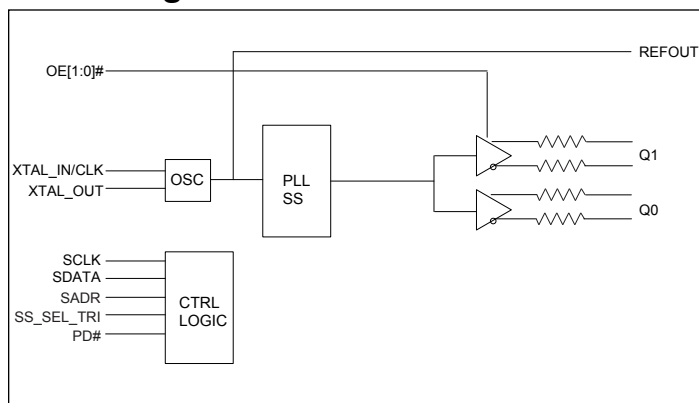 REFOUT
OE[1:0]#
XTAL_IN/CLK
XTAL_OUT
OSC
PLL
SS
Q1
Q0
SCLK
SDATA
SADR
SS_SEL_TRI
PD#
CTRL
LOGIC